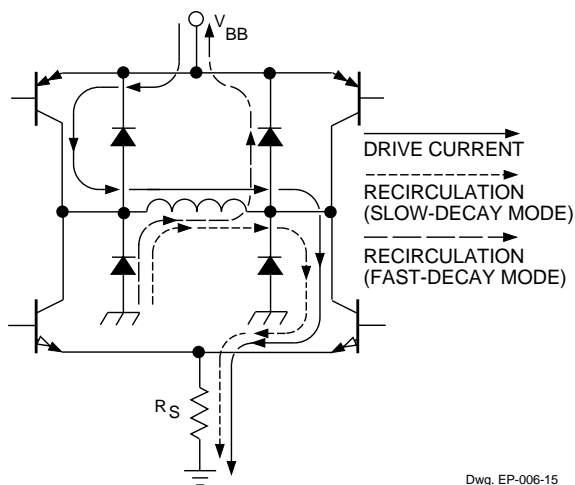 V BB
DRIVE CURRENT
RECIRCULATION
(SLOW-DECAY MODE)
RECIRCULATION
(FAST-DECAY MODE)
R S
Dwg. EP-006-15